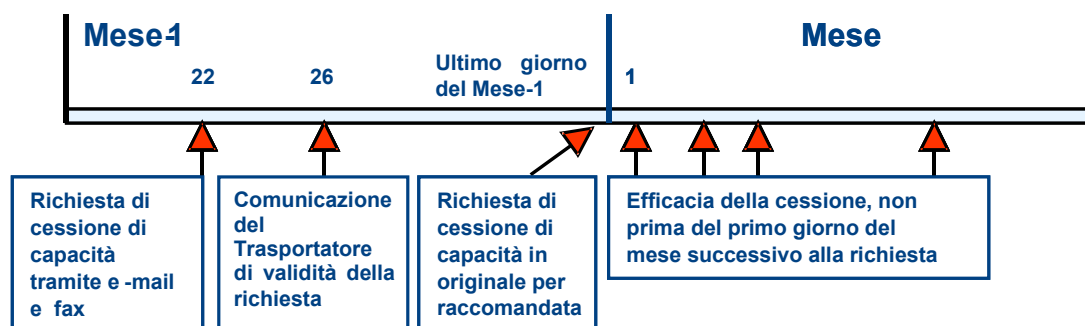 Mese-1
Mese
22
26
Ultimo giorno
del Mese-1
1
Richiesta di
cessione di
capacità
tramite e -mail
e fax
Comunicazione
del
Trasportatore
di validità della
richiesta
Richiesta di
cessione di
capacità in
originale per
raccomandata
Efficacia della cessione, non
prima del primo giorno del
mese successivo alla richiesta